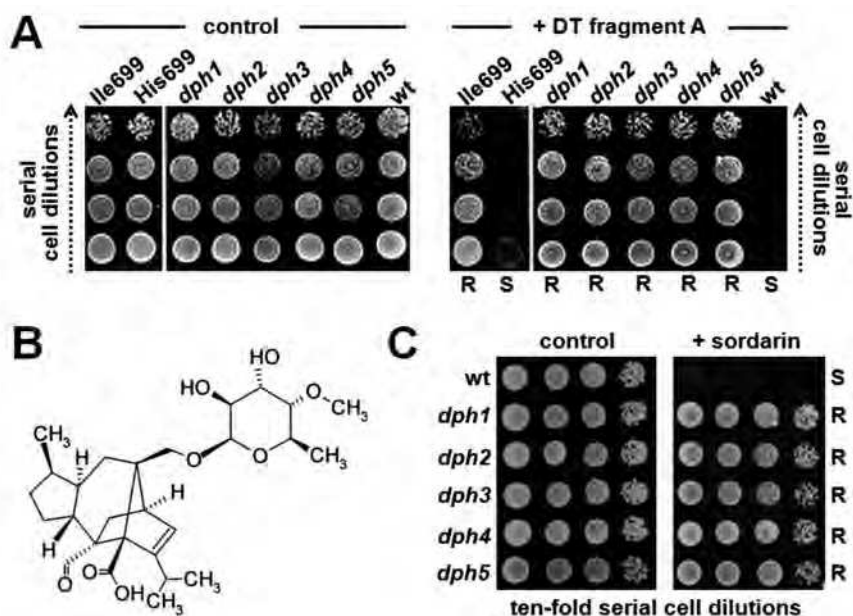 A
control
+ DT fragment A
Ile699 His699 dph1 dph2 dph3 dph4 dph5 wt
Ile699 His699 dph1 dph2 dph3 dph4 dph5 wt
serial
cell dilutions
serial
cell dilutions
R S R R R R R S
B
HO
HO
O
CH3
CH3
H
O
O
CH3
H
H
O
O
OH
CH3
H3C
C
control
+ sordarin
wt S
dph1 R
dph2 R
dph3 R
dph4 R
dph5 R
ten-fold serial cell dilutions